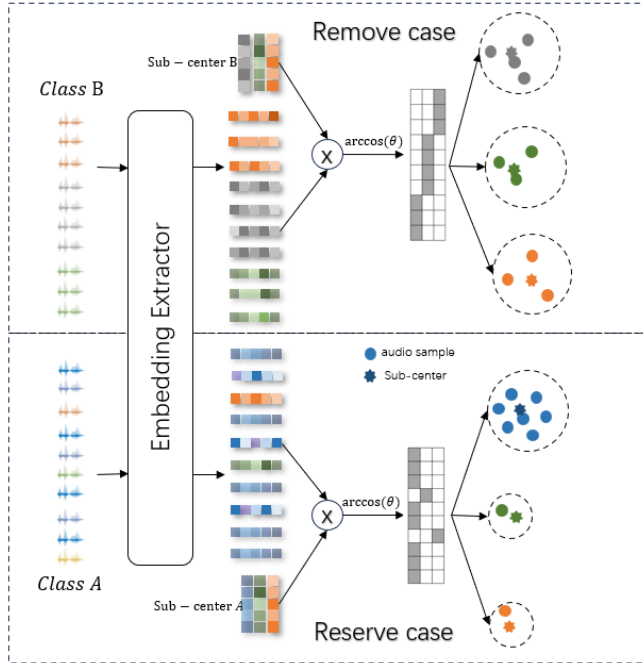 Remove case
Sub − center B
Class B
X
arccos(θ)
Embedding Extractor
audio sample
Sub-center
X
arccos(θ)
Class A
Sub − center A
Reserve case